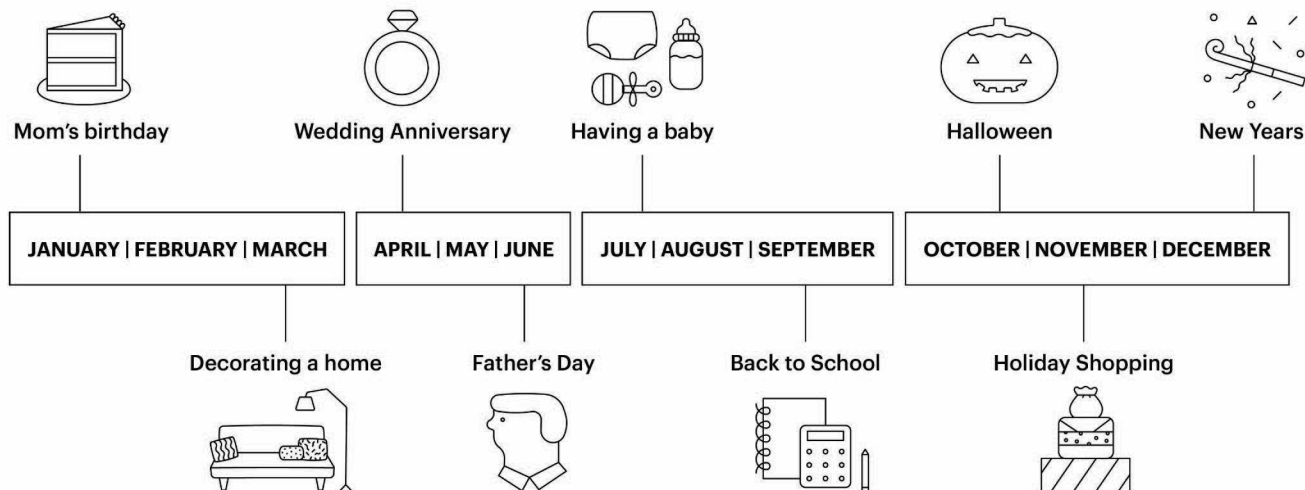 Mom's birthday
Wedding Anniversary
Having a baby
Halloween
New Years
JANUARY | FEBRUARY | MARCH
APRIL | MAY | JUNE
JULY | AUGUST | SEPTEMBER
OCTOBER | NOVEMBER | DECEMBER
Decorating a home
Father's Day
Back to School
Holiday Shopping